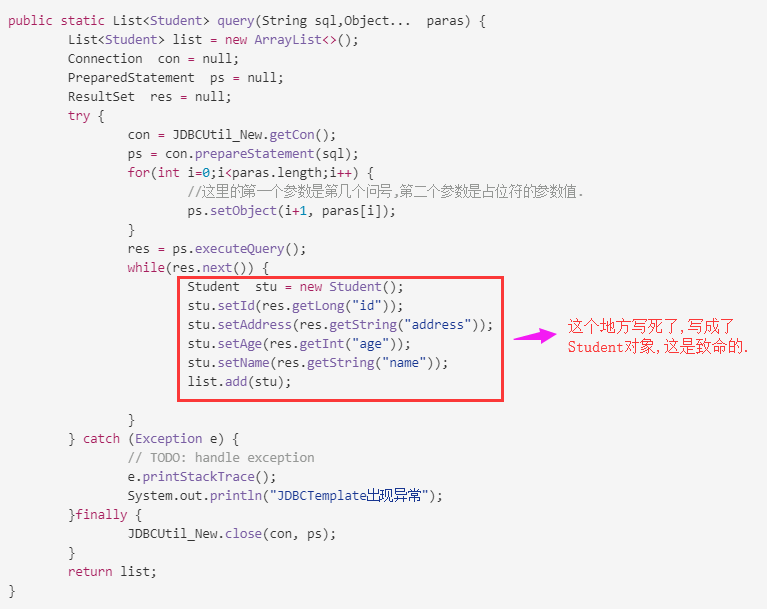 public static List<Student> query(String sql,Object...  paras) {
List<Student> list = new ArrayList<>();
Connection  con = null;
PreparedStatement  ps = null;
ResultSet  res = null;
try {
con = JDBCUtil_New.getCon();
ps = con.prepareStatement(sql);
for(int i=0;i<paras.length;i++) {
//这里的第一个参数是第几个问号,第二个参数是占位符的参数值.
ps.setObject(i+1, paras[i]);
}
res = ps.executeQuery();
while(res.next()) {
Student  stu = new Student();
stu.setId(res.getLong("id"));
stu.setAddress(res.getString("address"));
stu.setAge(res.getInt("age"));
stu.setName(res.getString("name"));
list.add(stu);
这个地方写死了,写成了
Student对象,这是致命的.
}
} catch (Exception e) {
// TODO: handle exception
e.printStackTrace();
System.out.println("JDBCTemplate出现异常");
}finally {
JDBCUtil_New.close(con, ps);
}
return list;
}